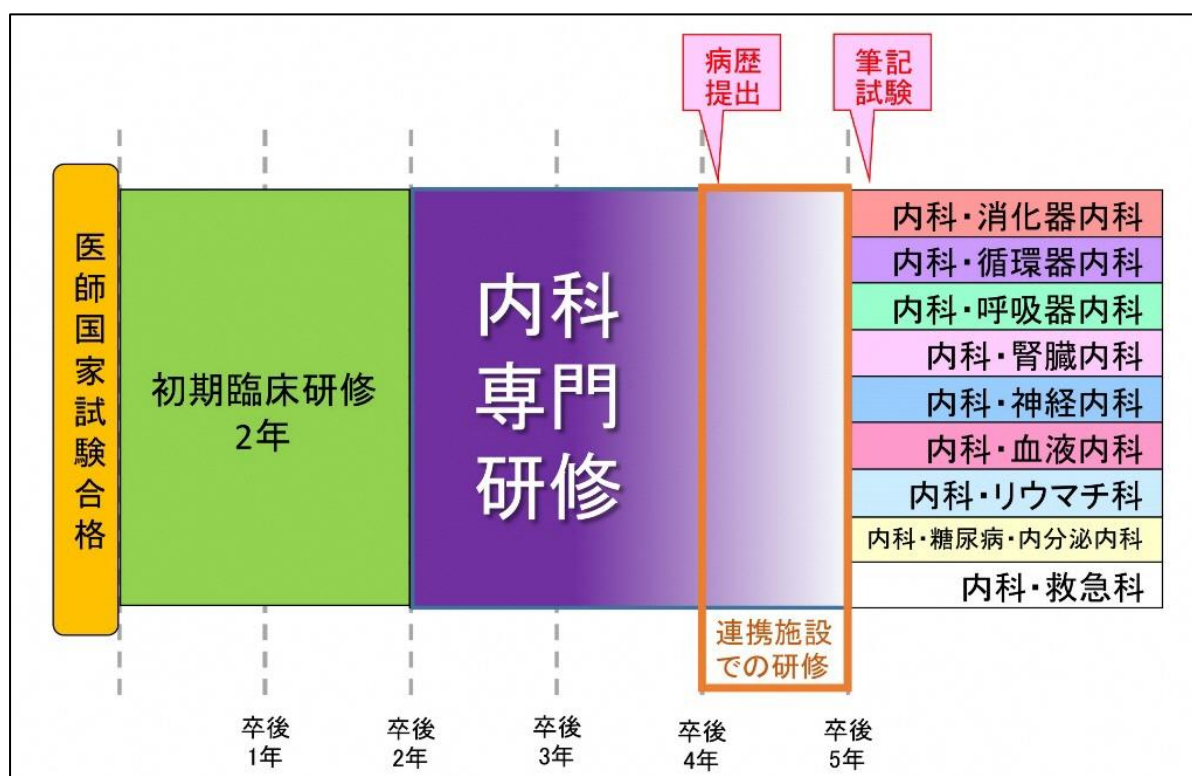 病歴
提出
筆記
試験
医師国家試験合格
初期臨床研修
2年
内科
専門
研修
内科・消化器内科
内科・循環器内科
内科・呼吸器内科
内科・腎臓内科
内科・神経内科
内科・血液内科
内科・リウマチ科
内科・糖尿病・内分泌内科
内科・救急科
連携施設
での研修
卒後
1年
卒後
2年
卒後
3年
卒後
4年
卒後
5年